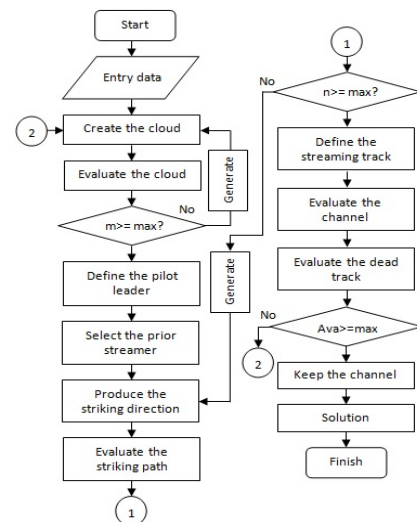 Start
Entry data
2
Create the cloud
Evaluate the cloud
Generate
No
m>= max?
Define the
pilot
leader
Select the prior
streamer
Generate
Produce the
striking direction
Evaluate the
striking path
1
1
No
n>= max?
Define the
streaming track
Evaluate the
channel
Evaluate the dead
track
No
Ava>=max
2
Keep the channel
Solution
Finish